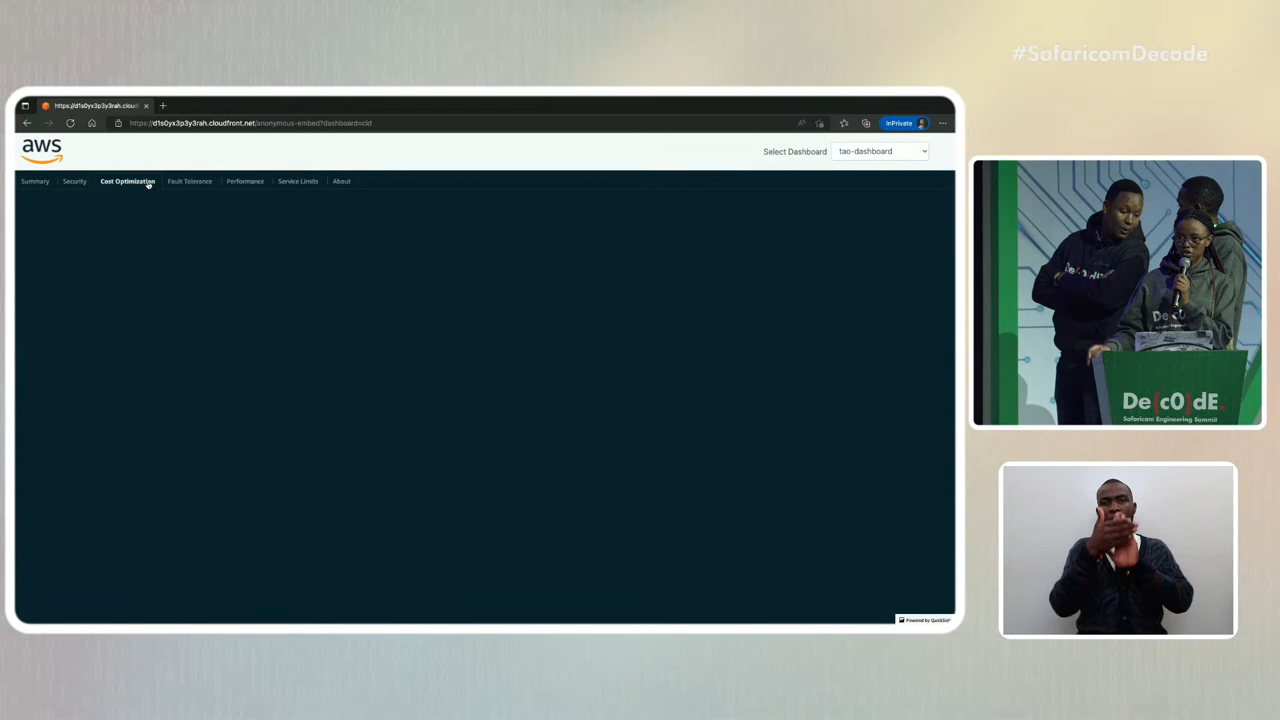 #SafaricomDecode
https://d1s0yx3p3y3rah.cloud
https://d1s0yx3p3y3rah.cloudfront.net/anonymous-embed?dashboard=cid
InPrivate
aws
Select Dashboard
tao-dashboard
Summary
Security
Cost Optimization
Fault Tolerance
Performance
Service Limits
About
Powered by QuickSight
De[c0]dE.
Safaricom Engineering Summit